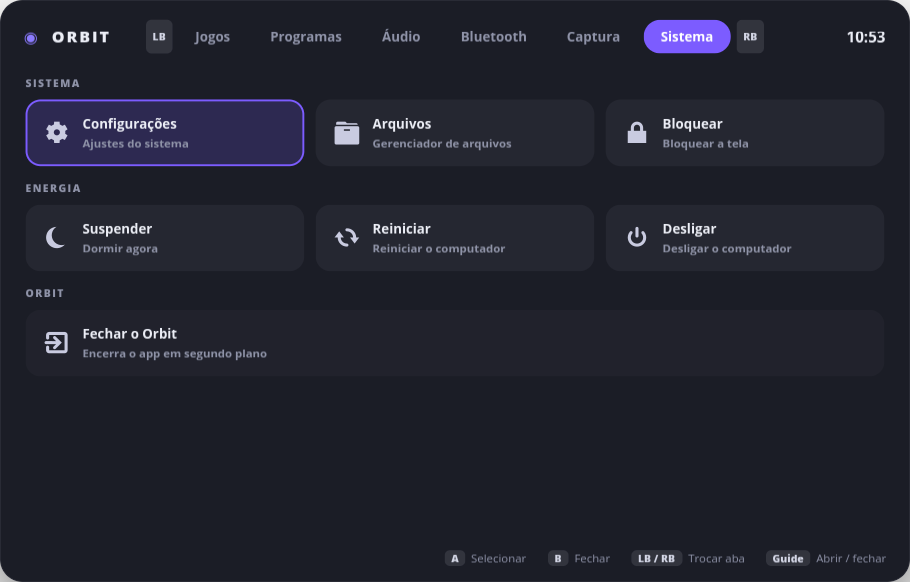 ORBIT LB Jogos Programas Áudio Bluetooth Captura Sistema RB 10:53
SISTEMA
Configurações
Ajustes do sistema
Arquivos
Gerenciador de arquivos
Bloquear
Bloquear a tela
ENERGIA
Suspender
Dormir agora
Reiniciar
Reiniciar o computador
Desligar
Desligar o computador
ORBIT
Fechar o Orbit
Encerra o app em segundo plano
A Selecionar B Fechar LB / RB Trocar aba Guide Abrir / fechar